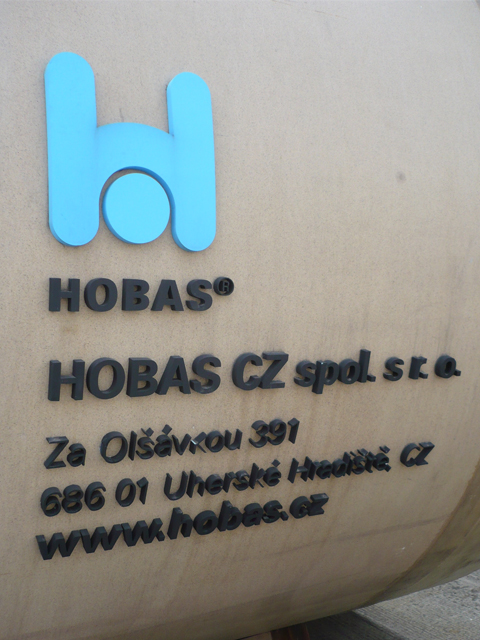 HOBAS®
HOBAS CZ spol. s r. o.
Za Olšávkou 391
686 01 Uherské Hradiště, CZ
www.hobas.cz